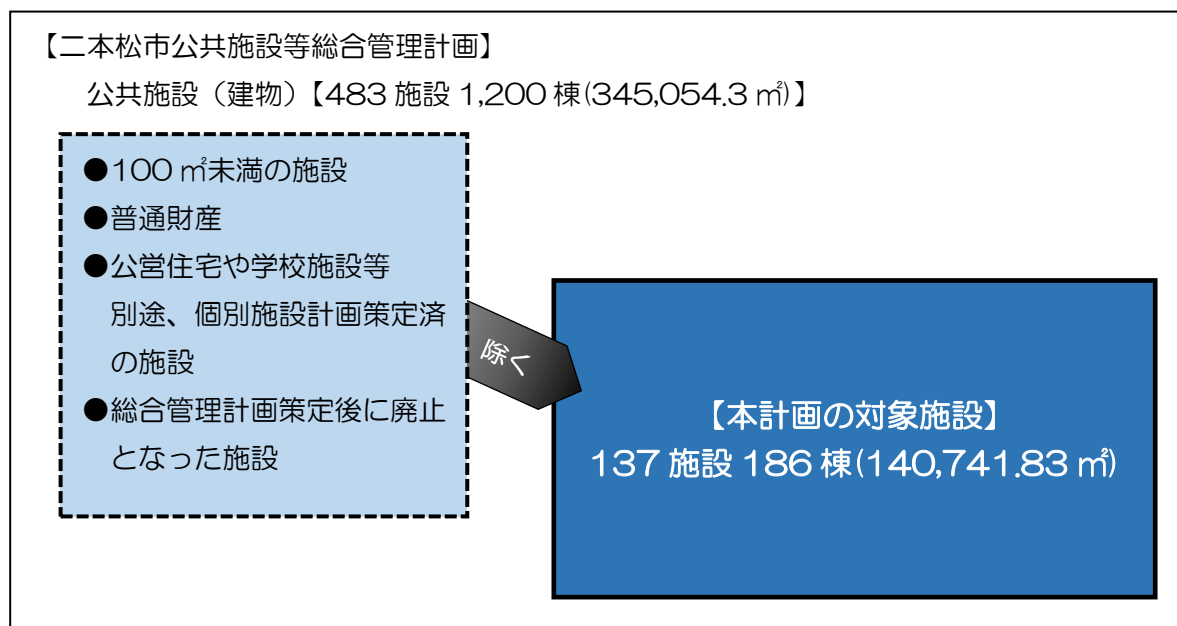 【二本松市公共施設等総合管理計画】
公共施設（建物）【483 施設 1,200 棟(345,054.3 ㎡)】
●100 ㎡未満の施設
●普通財産
●公営住宅や学校施設等
別途、個別施設計画策定済
の施設
●総合管理計画策定後に廃止
となった施設
除く
【本計画の対象施設】
137 施設 186 棟(140,741.83 ㎡)